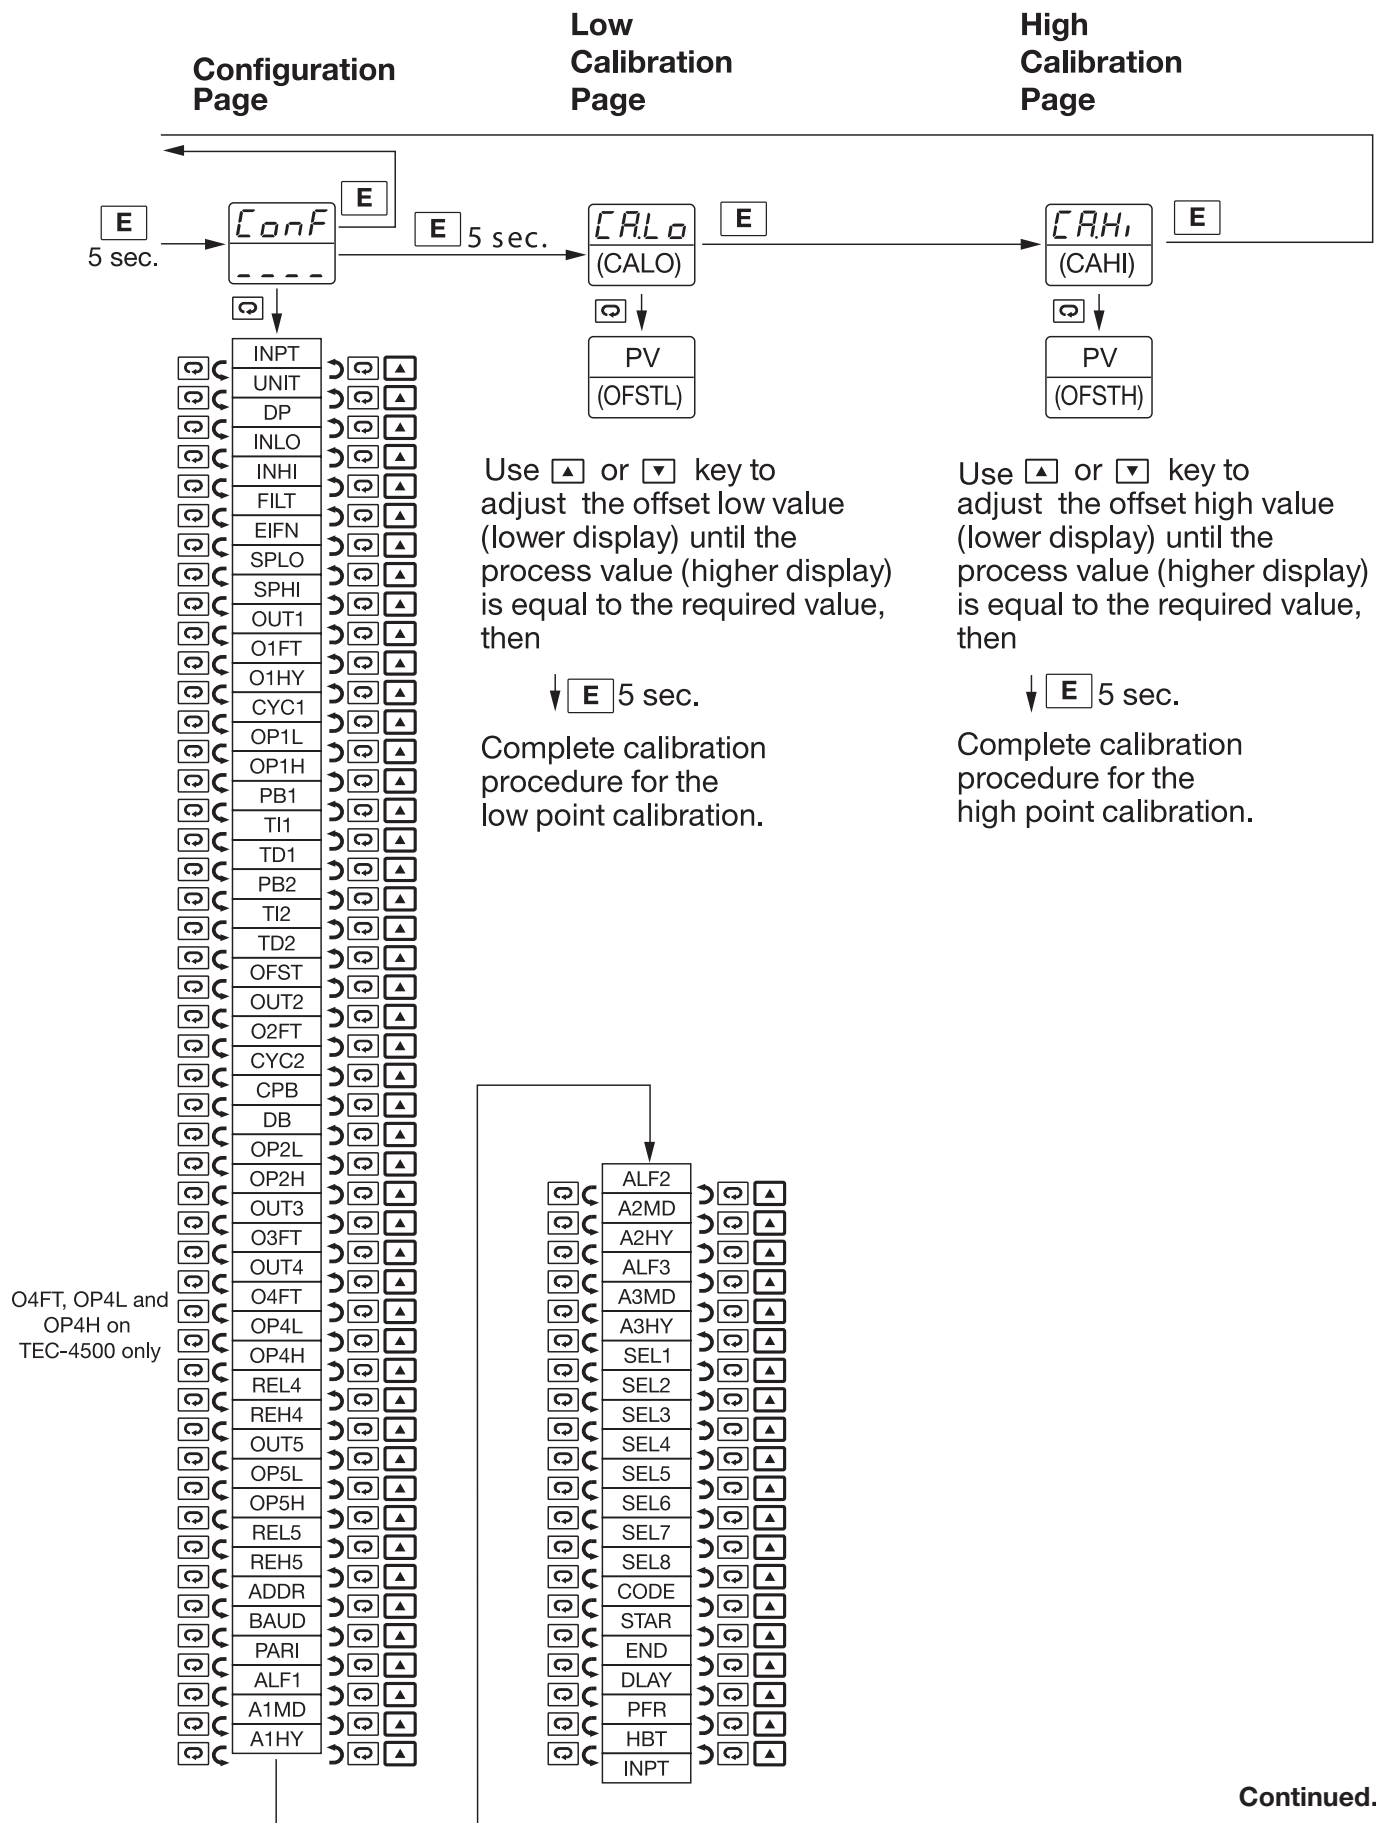 Configuration
Page
Low
Calibration
Page
High
Calibration
Page
E
5 sec.
ConF
_ _ _ _
E
E 5 sec.
CA.Lo
(CALO)
E
CA.Hi
(CAHI)
E
PV
(OFSTL)
PV
(OFSTH)
INPT
UNIT
DP
INLO
INHI
FILT
EIFN
SPLO
SPHI
OUT1
O1FT
O1HY
CYC1
OP1L
OP1H
PB1
TI1
TD1
PB2
TI2
TD2
OFST
OUT2
O2FT
CYC2
CPB
DB
OP2L
OP2H
OUT3
O3FT
OUT4
O4FT
OP4L
OP4H
REL4
REH4
OUT5
OP5L
OP5H
REL5
REH5
ADDR
BAUD
PARI
ALF1
A1MD
A1HY
O4FT, OP4L and
OP4H on
TEC-4500 only
Use ▲ or ▼ key to
adjust the offset low value
(lower display) until the
process value (higher display)
is equal to the required value,
then
E 5 sec.
Complete calibration
procedure for the
low point calibration.
Use ▲ or ▼ key to
adjust the offset high value
(lower display) until the
process value (higher display)
is equal to the required value,
then
E 5 sec.
Complete calibration
procedure for the
high point calibration.
ALF2
A2MD
A2HY
ALF3
A3MD
A3HY
SEL1
SEL2
SEL3
SEL4
SEL5
SEL6
SEL7
SEL8
CODE
STAR
END
DLAY
PFR
HBT
INPT
Continued.